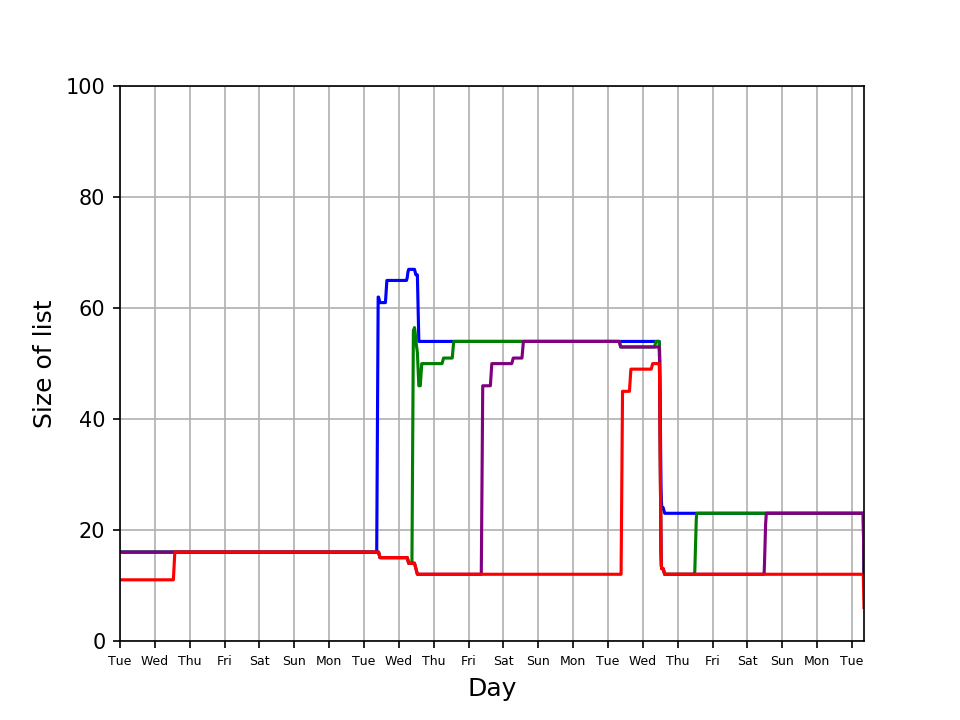 100
80
60
40
20
0
Size of list
Tue Wed Thu Fri Sat Sun Mon Tue Wed Thu Fri Sat Sun Mon Tue Wed Thu Fri Sat Sun Mon Tue
Day